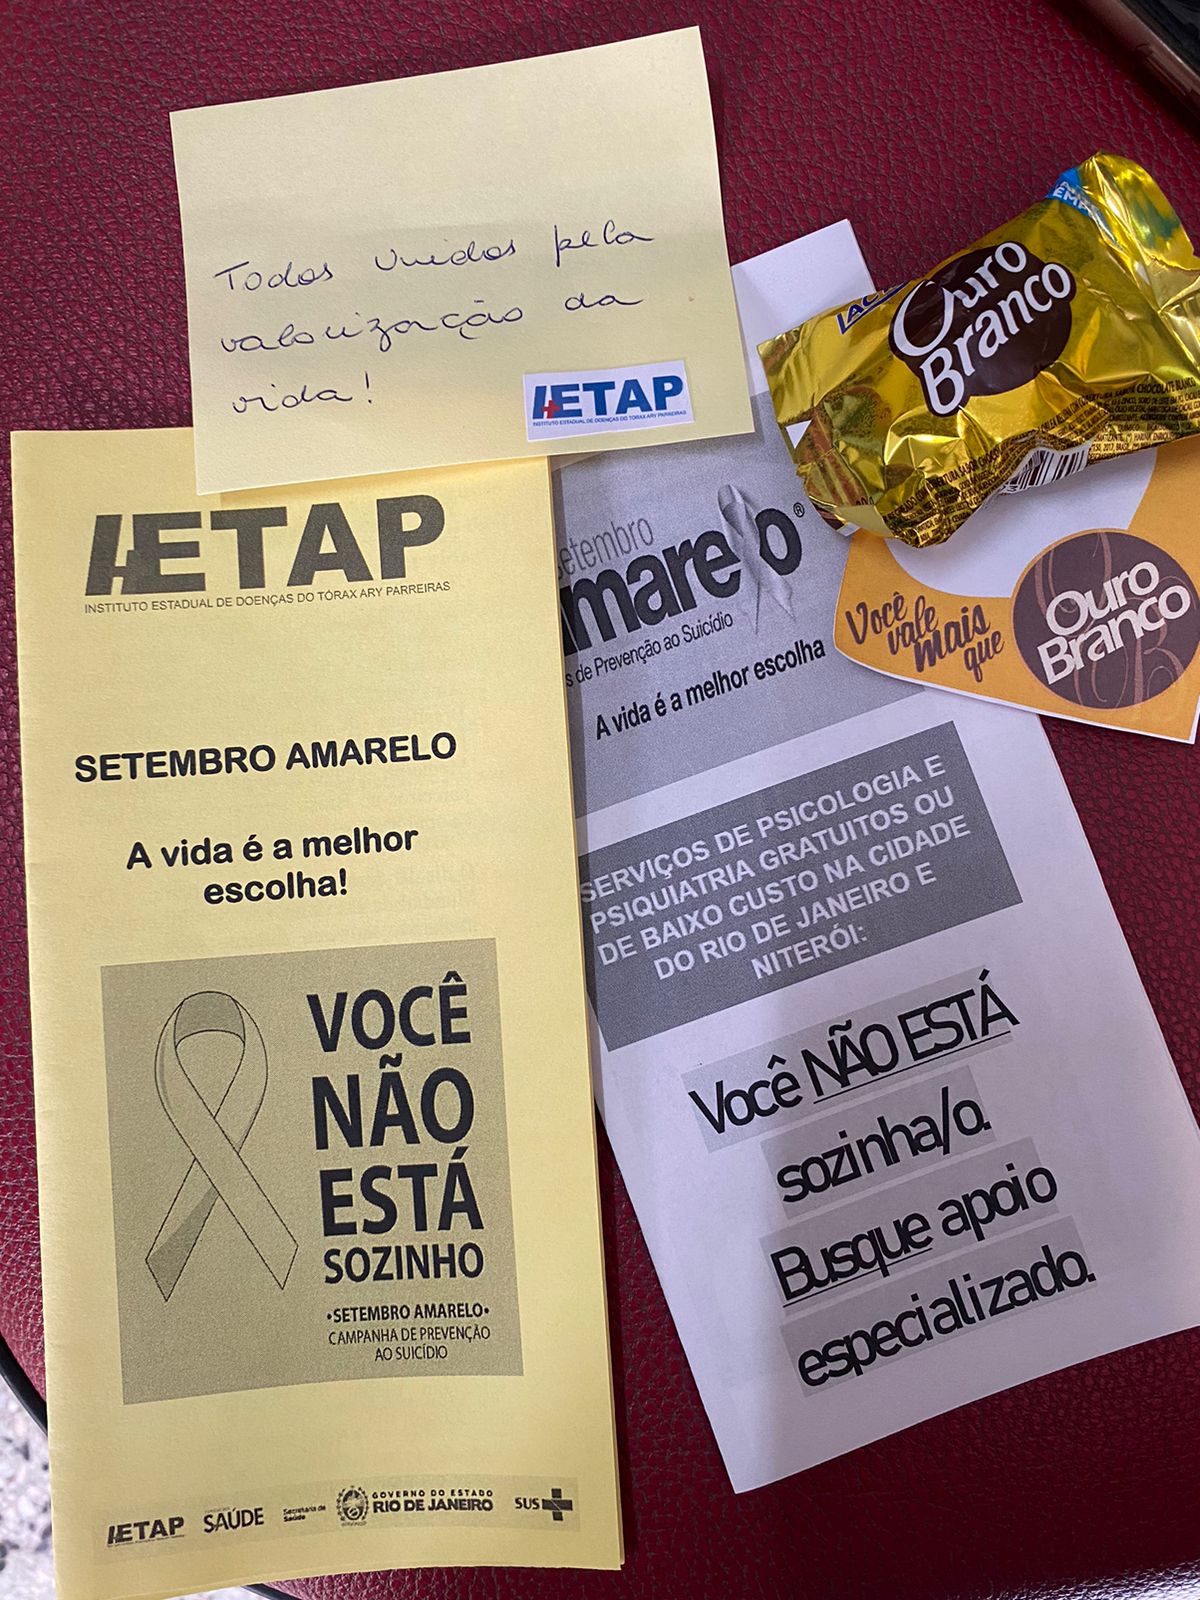 Todos unidos pela
valorização da
vida!
IETAP
INSTITUTO ESTADUAL DE DOENÇAS DO TÓRAX ARY PARREIRAS
Ouro
Branco
Você
vale
mais
que
Ouro
Branco
IETAP
INSTITUTO ESTADUAL DE DOENÇAS DO TÓRAX ARY PARREIRAS
SETEMBRO AMARELO
A vida é a melhor
escolha!
VOCÊ
NÃO
ESTÁ
SOZINHO
•SETEMBRO AMARELO•
CAMPANHA DE PREVENÇÃO
AO SUICÍDIO
IETAP
SAÚDE
Secretaria de
Saúde
GOVERNO DO ESTADO
RIO DE JANEIRO
SUS
etembro
marelo®
de Prevenção ao Suicídio
A vida é a melhor escolha
SERVIÇOS DE PSICOLOGIA E
PSIQUIATRIA GRATUITOS OU
DE BAIXO CUSTO NA CIDADE
DO RIO DE JANEIRO E
NITERÓI:
Você NÃO ESTÁ
sozinha/o.
Busque apoio
especializado.